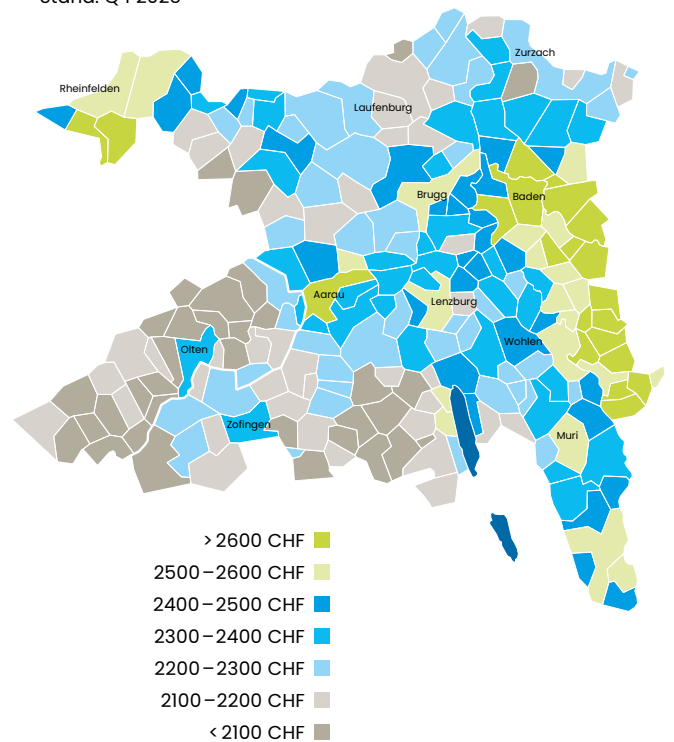 Zurzach
Rheinfelden
Laufenburg
Brugg
Baden
Aarau
Lenzburg
Wohlen
Olten
Zofingen
Muri
> 2600 CHF
2500–2600 CHF
2400–2500 CHF
2300–2400 CHF
2200–2300 CHF
2100–2200 CHF
< 2100 CHF